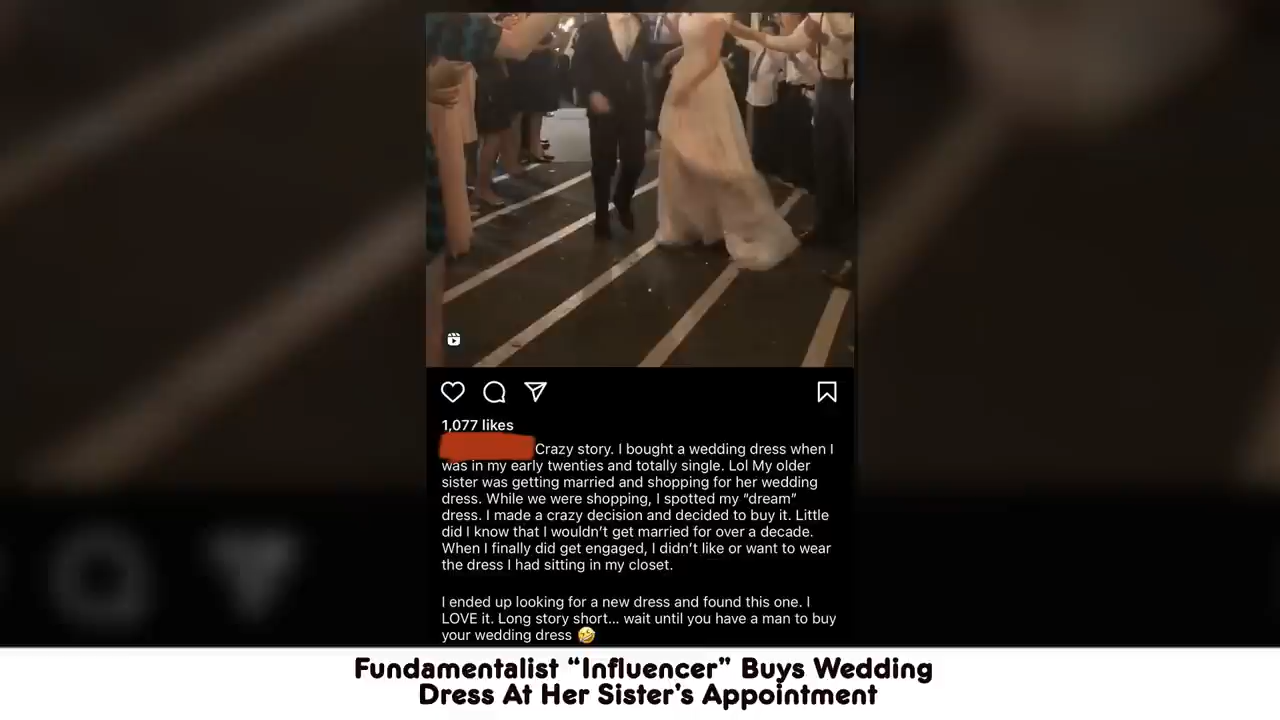 1,077 likes
Crazy story. I bought a wedding dress when I
was in my early twenties and totally single. Lol My older
sister was getting married and shopping for her wedding
dress. While we were shopping, I spotted my “dream”
dress. I made a crazy decision and decided to buy it. Little
did I know that I wouldn’t get married for over a decade.
When I finally did get engaged, I didn’t like or want to wear
the dress I had sitting in my closet.
I ended up looking for a new dress and found this one. I
LOVE it. Long story short... wait until you have a man to buy
your wedding dress 🤣
Fundamentalist “Influencer” Buys Wedding
Dress At Her Sister’s Appointment